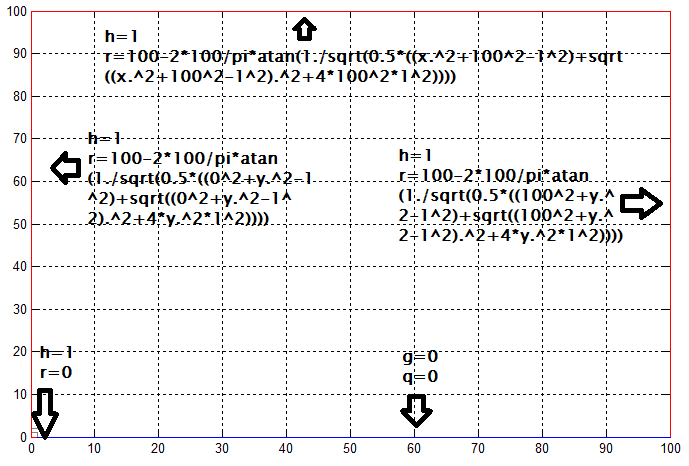 100
h=1
r=100-2*100/pi*atan(1./sqrt(0.5*((x.^2+100^2-1^2)+sqrt
((x.^2+100^2-1^2).^2+4*100^2*1^2))))
90
80
70
h=1
r=100-2*100/pi*atan
(1./sqrt(0.5*((0^2+y.^2-1
^2)+sqrt((0^2+y.^2-1^
2).^2+4*y.^2*1^2))))
h=1
r=100-2*100/pi*atan
(1./sqrt(0.5*((100^2+y.^
2-1^2)+sqrt((100^2+y.^
2-1^2).^2+4*y.^2*1^2))))
60
50
40
30
20
h=1
r=0
g=0
q=0
10
0
0 10 20 30 40 50 60 70 80 90 100